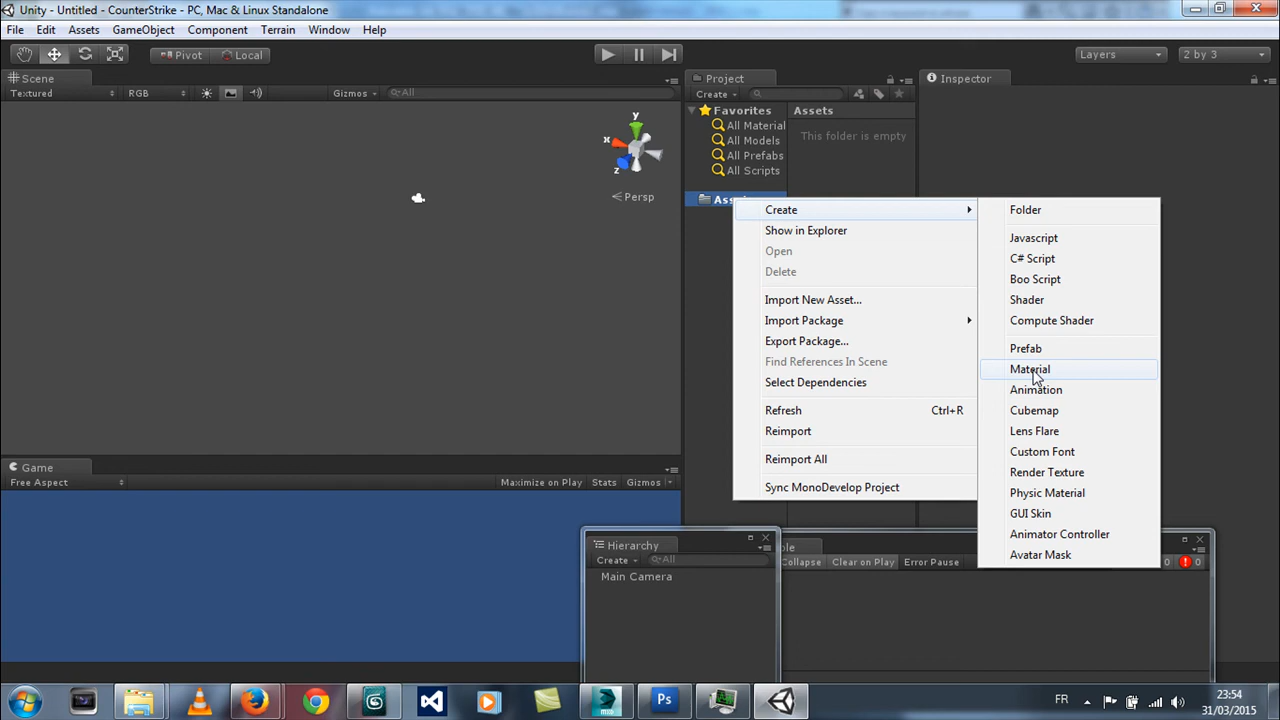 Unity - Untitled - CounterStrike - PC, Mac & Linux Standalone
File Edit Assets GameObject Component Terrain Window Help
Pivot Local Layers 2 by 3
Scene Project Inspector
Textured RGB Gizmos All Create
Favorites Assets
All Material This folder is empty
All Models
All Prefabs
All Scripts
y
x
z
Persp
Create
Show in Explorer
Open
Delete
Import New Asset...
Import Package
Export Package...
Find References In Scene
Select Dependencies
Refresh Ctrl+R
Reimport
Reimport All
Sync MonoDevelop Project
Folder
Javascript
C# Script
Boo Script
Shader
Compute Shader
Prefab
Material
Animation
Cubemap
Lens Flare
Custom Font
Render Texture
Physic Material
GUI Skin
Animator Controller
Avatar Mask
Game
Free Aspect Maximize on Play Stats Gizmos
Hierarchy
Create All
Main Camera
Collapse Clear on Play Error Pause 0 0
Ps
FR
23:54
31/03/2015